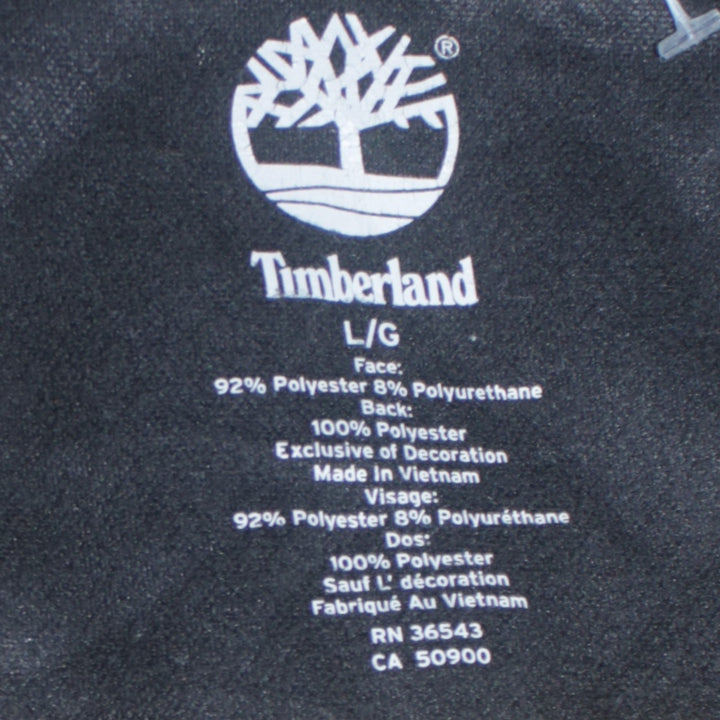 ®
Timberland
L/G
Face:
92% Polyester 8% Polyurethane
Back:
100% Polyester
Exclusive of Decoration
Made In Vietnam
Visage:
92% Polyester 8% Polyuréthane
Dos:
100% Polyester
Sauf L' décoration
Fabriqué Au Vietnam
RN 36543
CA 50900